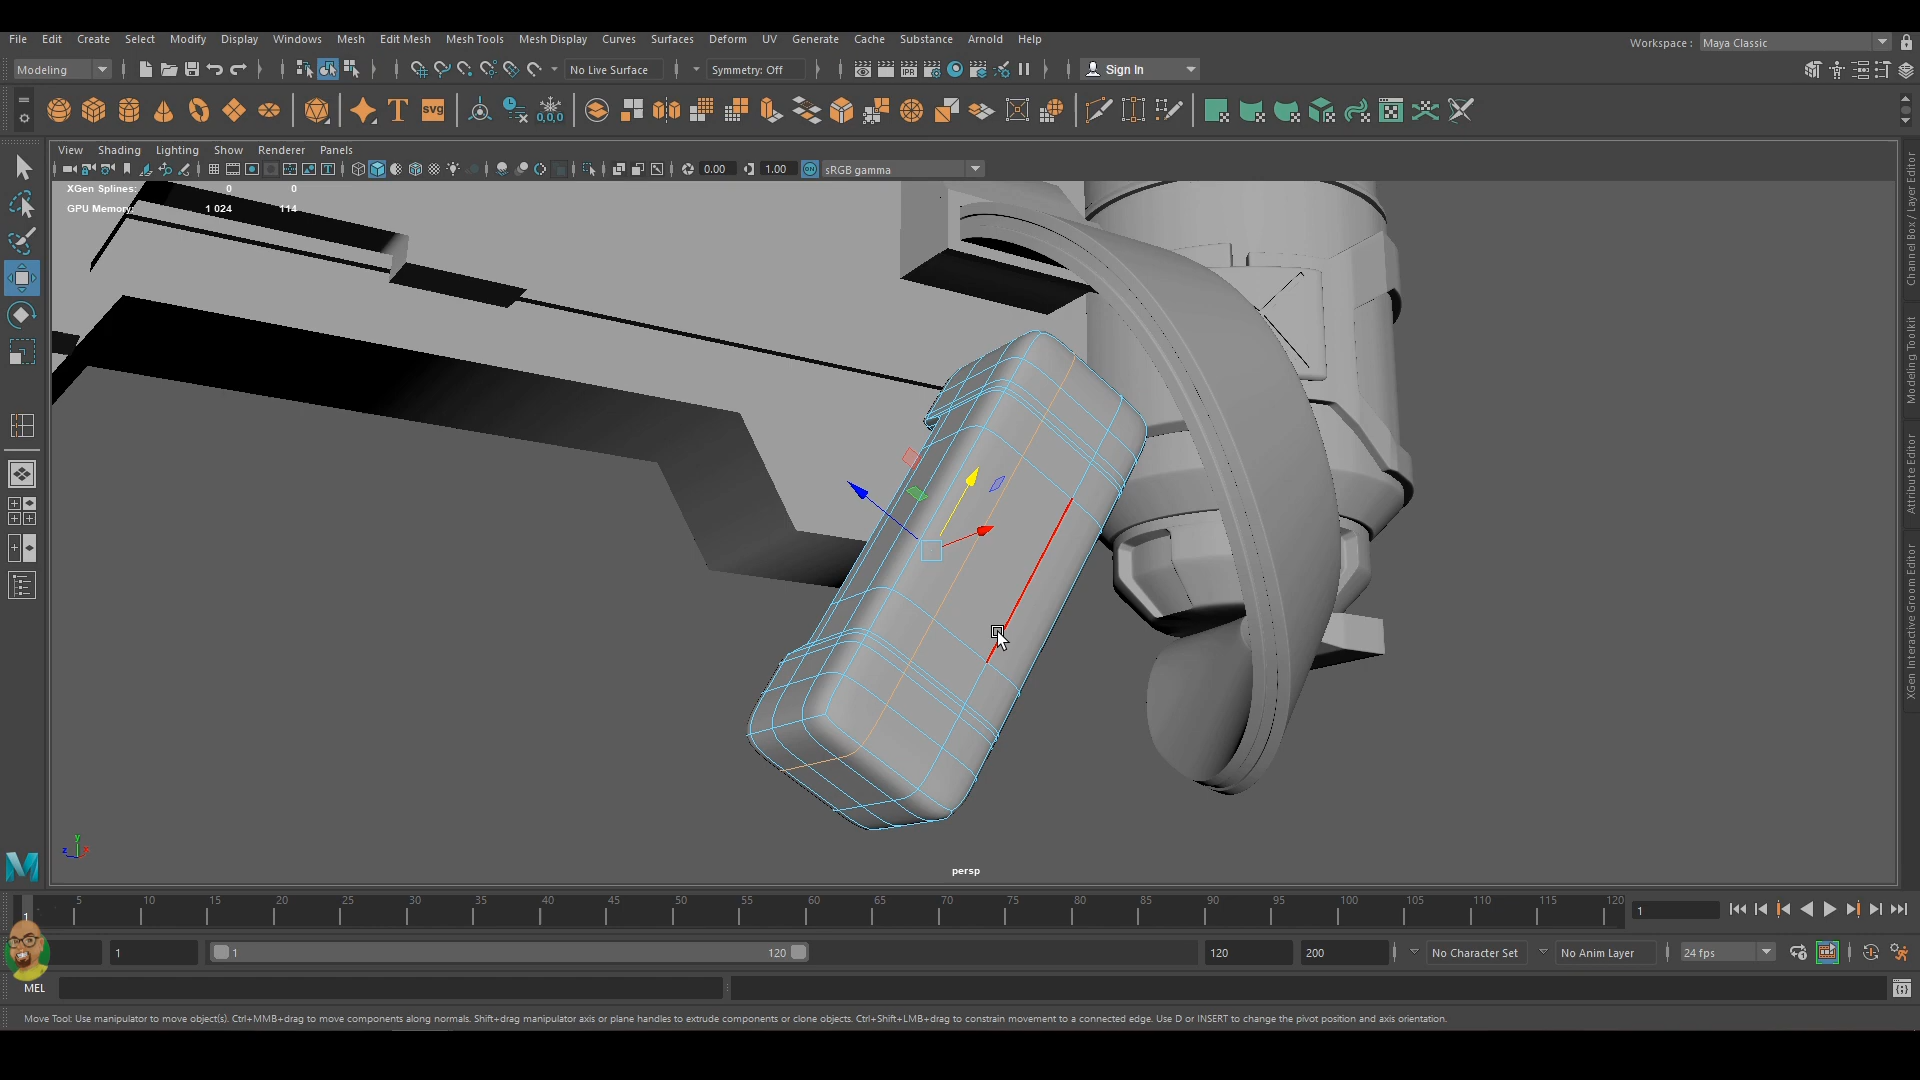 File Edit Create Select Modify Display Windows Mesh Edit Mesh Mesh Tools Mesh Display Curves Surfaces Deform UV Generate Cache Substance Arnold Help
Workspace : Maya Classic
Modeling No Live Surface Symmetry: Off IPR Sign In
T SVG 0,0,0
View Shading Lighting Show Renderer Panels
0.00 1.00 ON sRGB gamma
XGen Splines: 0 0
GPU Memory: 1 024 114
Channel Box / Layer Editor
Modeling Toolkit
Attribute Editor
XGen Interactive Groom Editor
y
z x
persp
M
5 10 15 20 25 30 35 40 45 50 55 60 65 70 75 80 85 90 95 100 105 110 115 120
1 1
1 1 120 120 200 No Character Set No Anim Layer 24 fps
MEL
Move Tool: Use manipulator to move object(s). Ctrl+MMB+drag to move components along normals. Shift+drag manipulator axis or plane handles to extrude components or clone objects. Ctrl+Shift+LMB+drag to constrain movement to a connected edge. Use D or INSERT to change the pivot position and axis orientation.